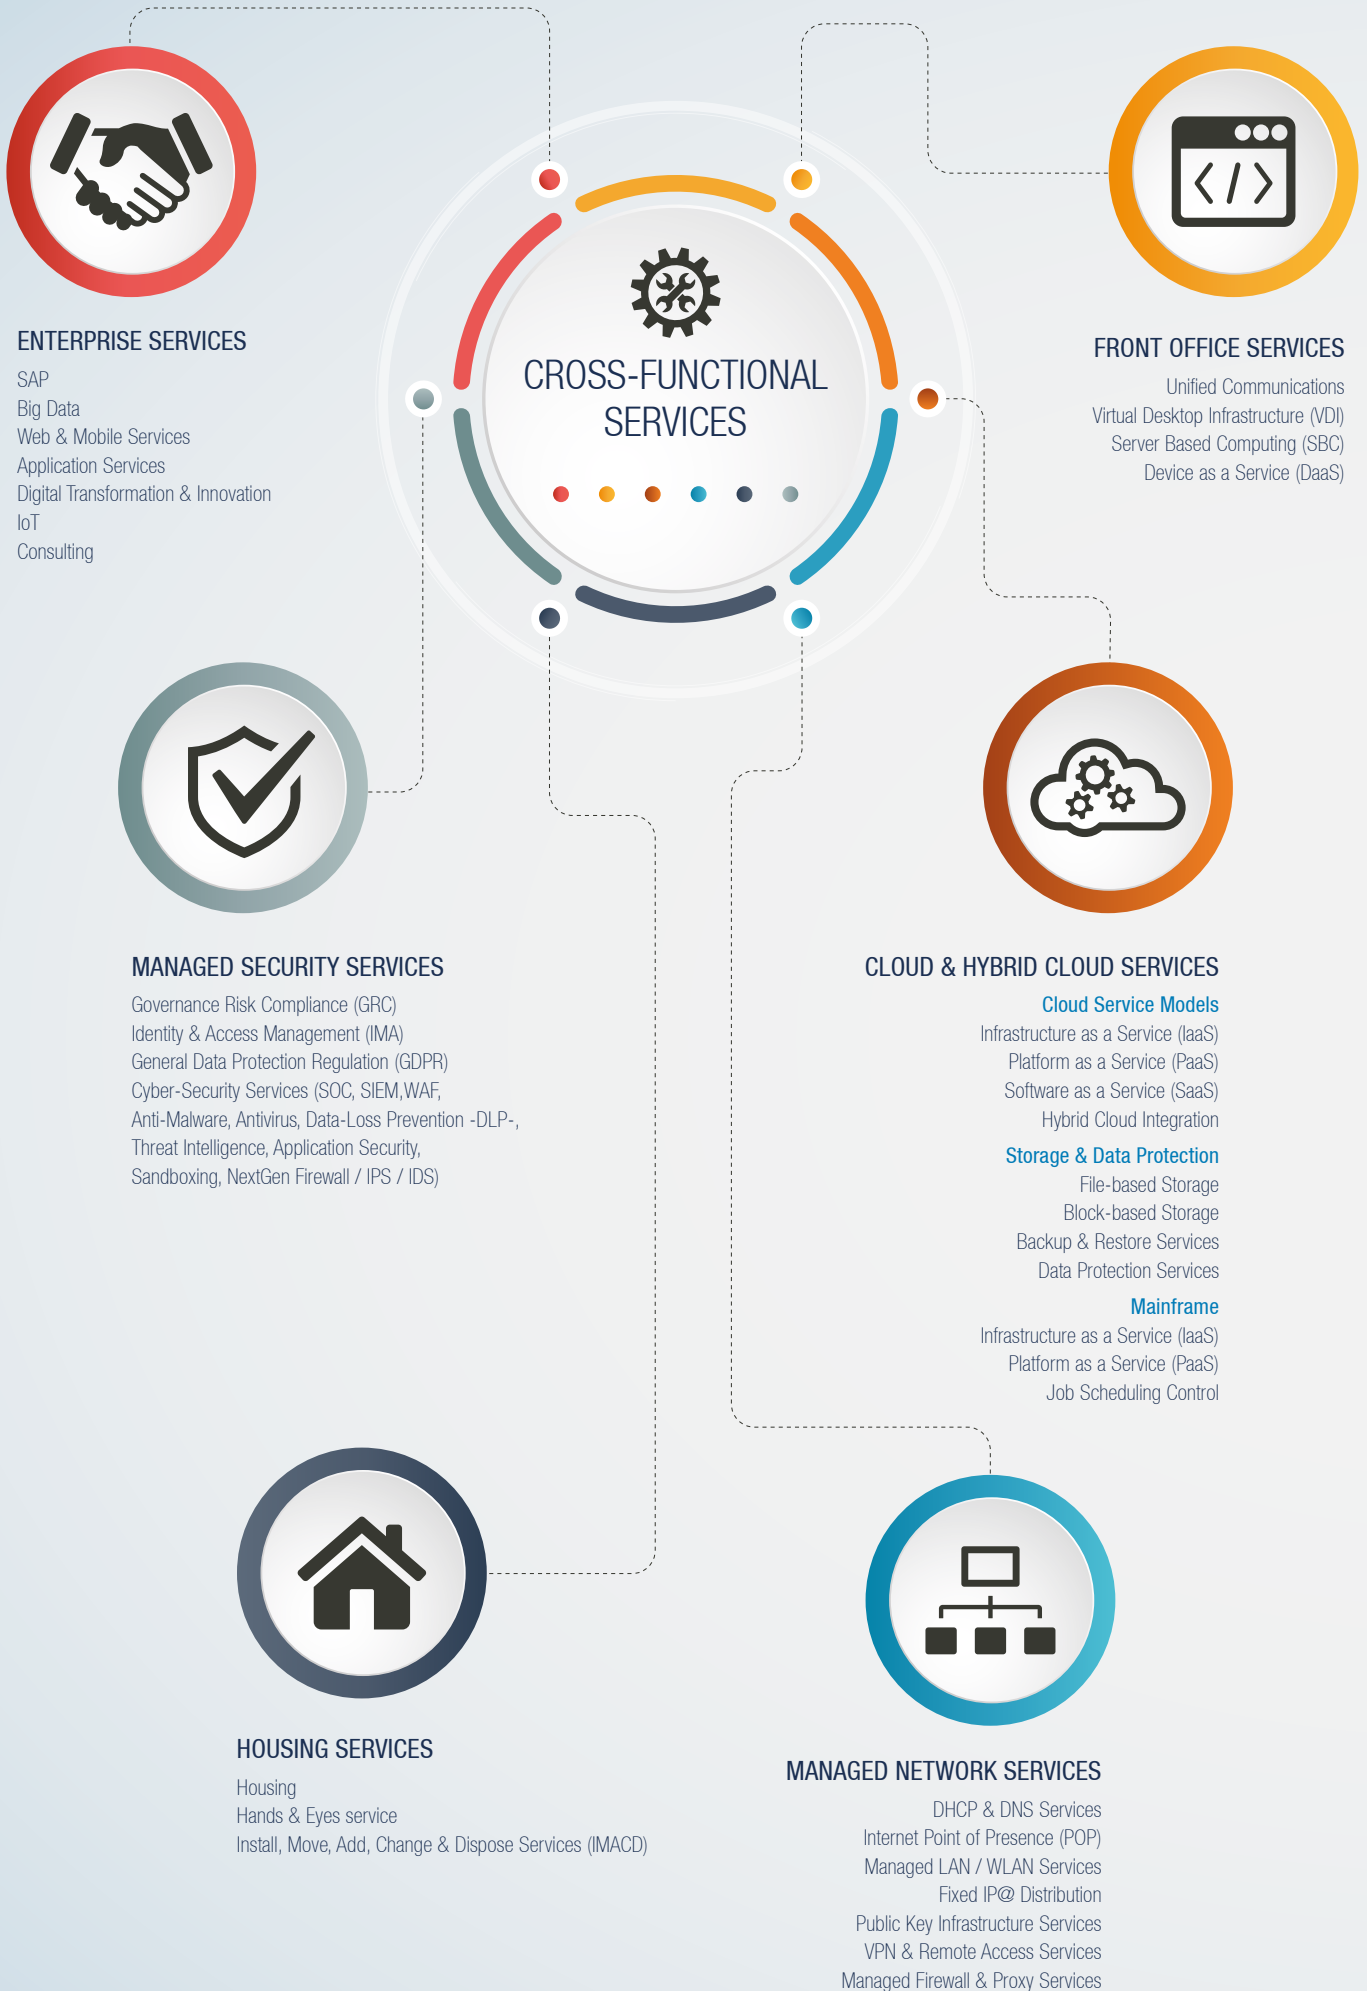 CROSS-FUNCTIONAL
SERVICES
ENTERPRISE SERVICES
SAP
Big Data
Web & Mobile Services
Application Services
Digital Transformation & Innovation
IoT
Consulting
FRONT OFFICE SERVICES
Unified Communications
Virtual Desktop Infrastructure (VDI)
Server Based Computing (SBC)
Device as a Service (DaaS)
MANAGED SECURITY SERVICES
Governance Risk Compliance (GRC)
Identity & Access Management (IMA)
General Data Protection Regulation (GDPR)
Cyber-Security Services (SOC, SIEM,WAF,
Anti-Malware, Antivirus, Data-Loss Prevention -DLP-,
Threat Intelligence, Application Security,
Sandboxing, NextGen Firewall / IPS / IDS)
CLOUD & HYBRID CLOUD SERVICES
Cloud Service Models
Infrastructure as a Service (IaaS)
Platform as a Service (PaaS)
Software as a Service (SaaS)
Hybrid Cloud Integration
Storage & Data Protection
File-based Storage
Block-based Storage
Backup & Restore Services
Data Protection Services
Mainframe
Infrastructure as a Service (IaaS)
Platform as a Service (PaaS)
Job Scheduling Control
HOUSING SERVICES
Housing
Hands & Eyes service
Install, Move, Add, Change & Dispose Services (IMACD)
MANAGED NETWORK SERVICES
DHCP & DNS Services
Internet Point of Presence (POP)
Managed LAN / WLAN Services
Fixed IP@ Distribution
Public Key Infrastructure Services
VPN & Remote Access Services
Managed Firewall & Proxy Services